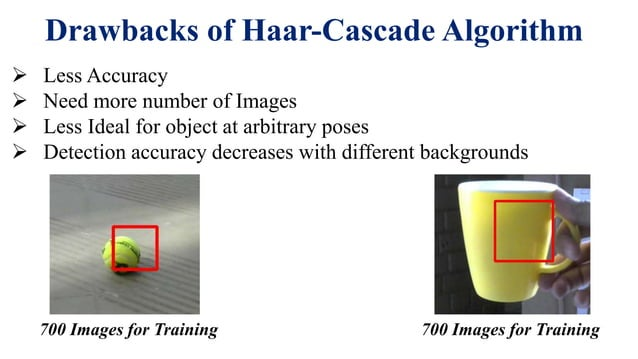 Drawbacks of Haar-Cascade Algorithm
➢ Less Accuracy
➢ Need more number of Images
➢ Less Ideal for object at arbitrary poses
➢ Detection accuracy decreases with different backgrounds
700 Images for Training
700 Images for Training